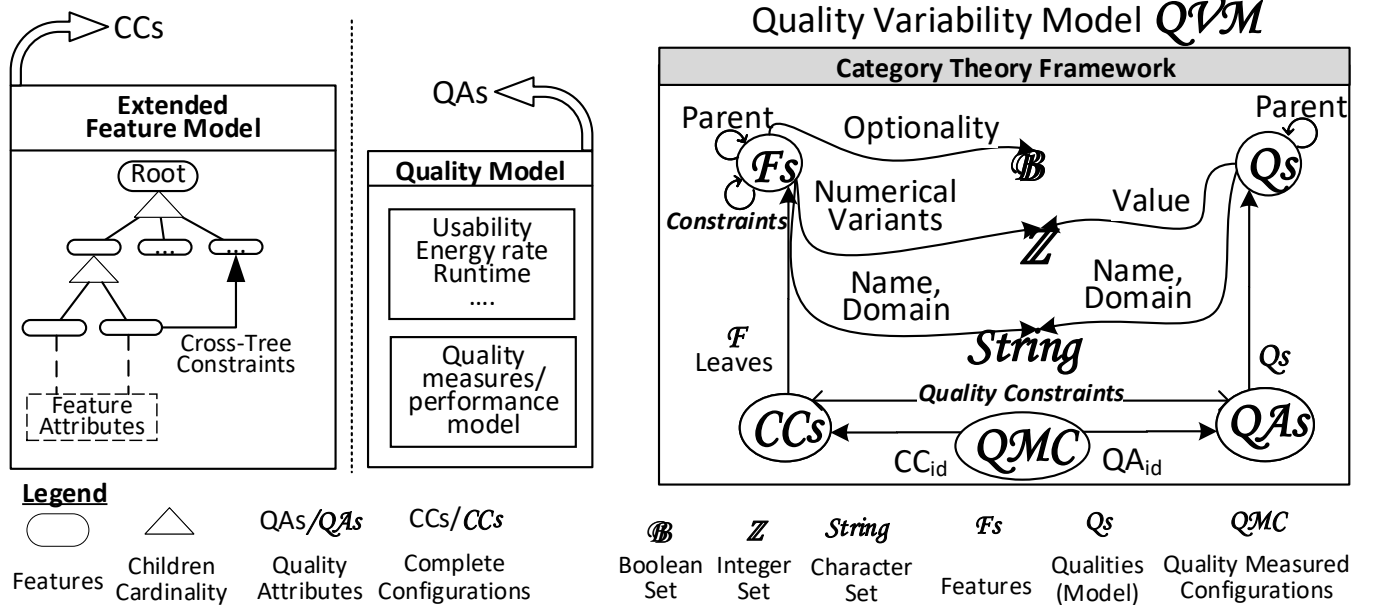 CCs
Extended
Feature Model
Root
...
...
Cross-Tree
Constraints
Feature
Attributes
QAs
Quality Model
Usability
Energy rate
Runtime
....
Quality
measures/
performance
model
Quality Variability Model QVM
Category Theory Framework
Parent
Optionality
Parent
Fs
𝔹
Qs
Constraints
Numerical
Variants
Value
ℤ
Name,
Domain
Name,
Domain
String
F
Leaves
Qs
Quality Constraints
CCs
QMC
QAs
CCid
QAid
Legend
Features
Children
Cardinality
QAs/QAs
Quality
Attributes
CCs/CCs
Complete
Configurations
𝔹
Boolean
Set
ℤ
Integer
Set
String
Character
Set
Fs
Features
Qs
Qualities
(Model)
QMC
Quality Measured
Configurations